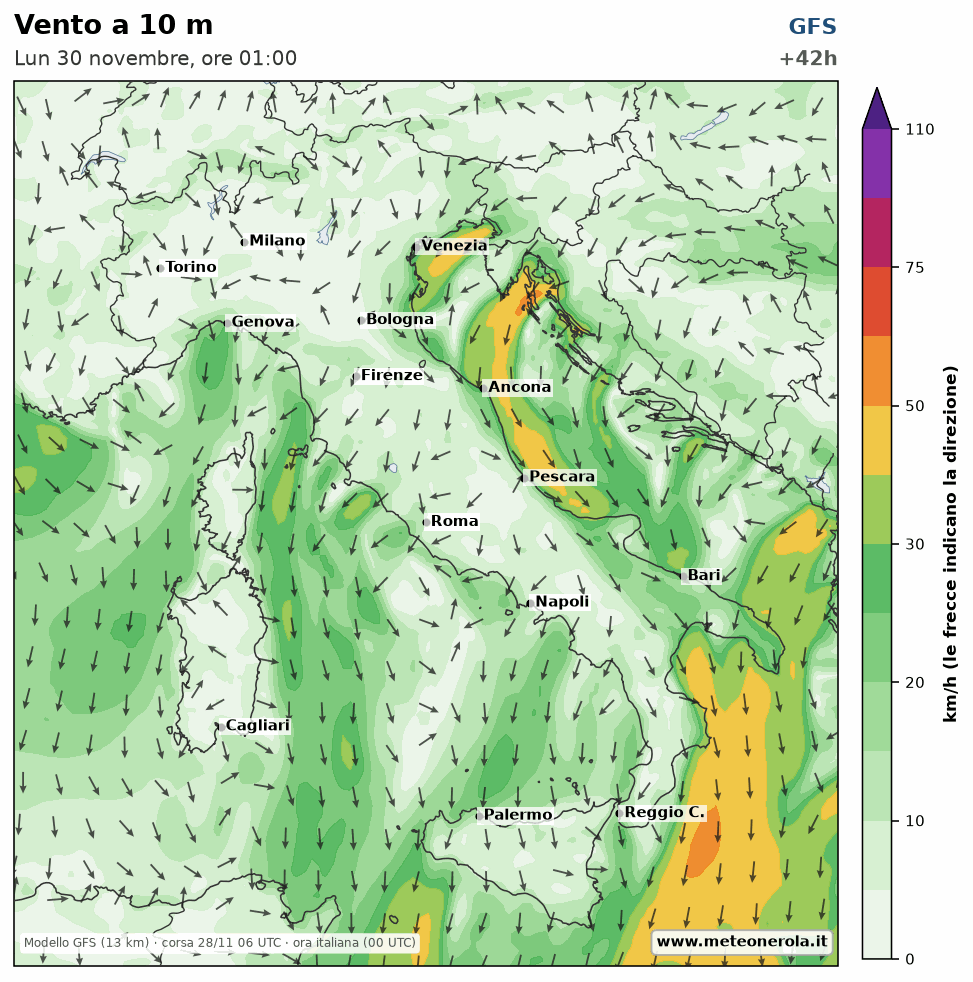 Vento a 10 m
GFS
Lun 30 novembre, ore 01:00
+42h
110
75
50
30
20
10
0
km/h (le frecce indicano la direzione)
Venezia
Milano
Torino
Genova
Bologna
Firenze
Ancona
Pescara
Roma
Bari
Napoli
Cagliari
Palermo
Reggio C.
Modello GFS (13 km) · corsa 28/11 06 UTC · ora italiana (00 UTC)
www.meteonerola.it